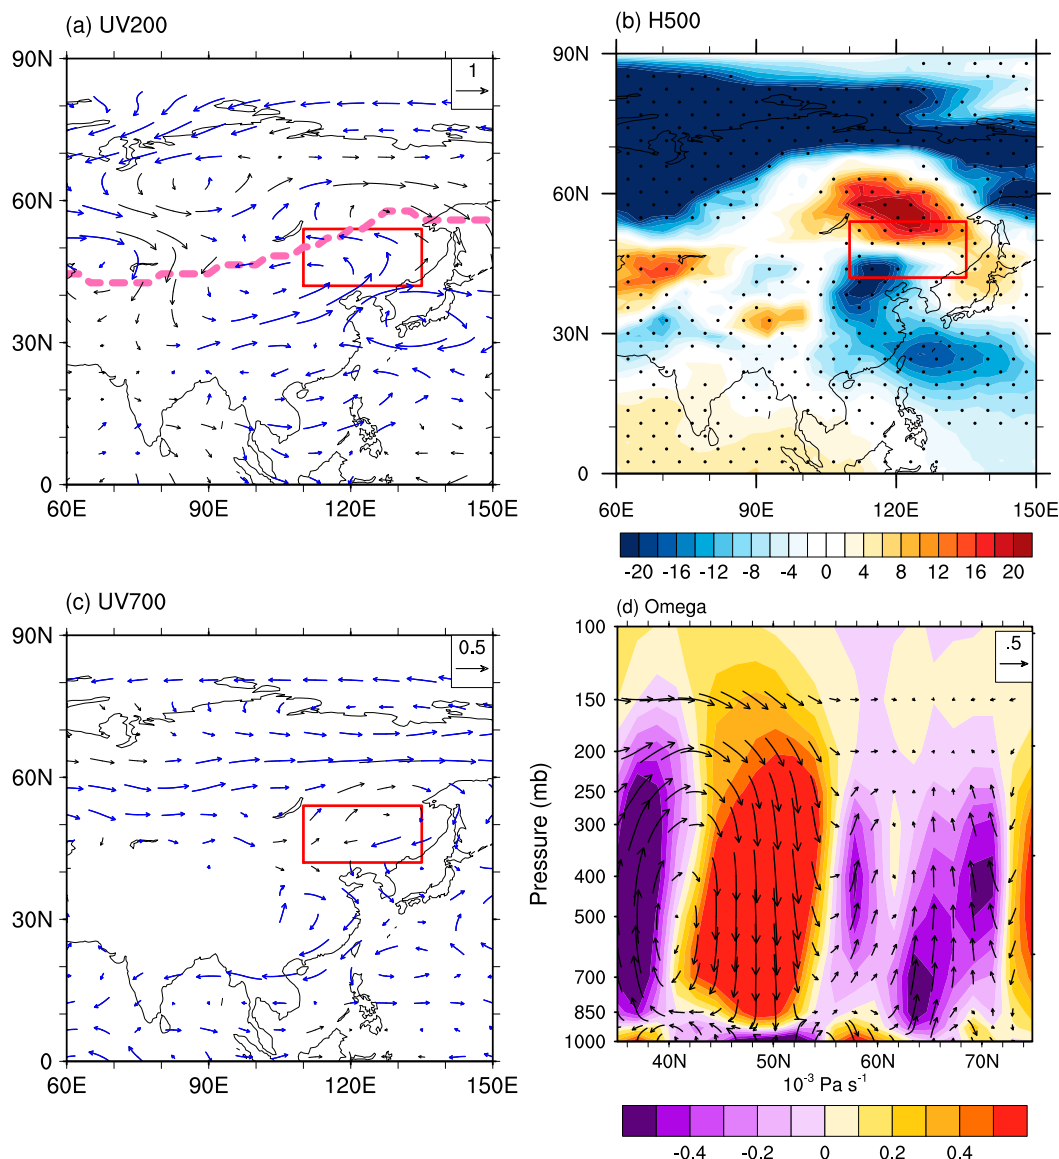 (a) UV200
1
90N
60N
30N
0
60E 90E 120E 150E
(b) H500
90N
60N
30N
0
60E 90E 120E 150E
-20 -16 -12 -8 -4 0 4 8 12 16 20
(c) UV700
0.5
90N
60N
30N
0
60E 90E 120E 150E
(d) Omega
.5
Pressure (mb)
100
150
200
250
300
400
500
700
850
1000
40N 50N 60N 70N
10⁻³ Pa s⁻¹
-0.4 -0.2 0 0.2 0.4